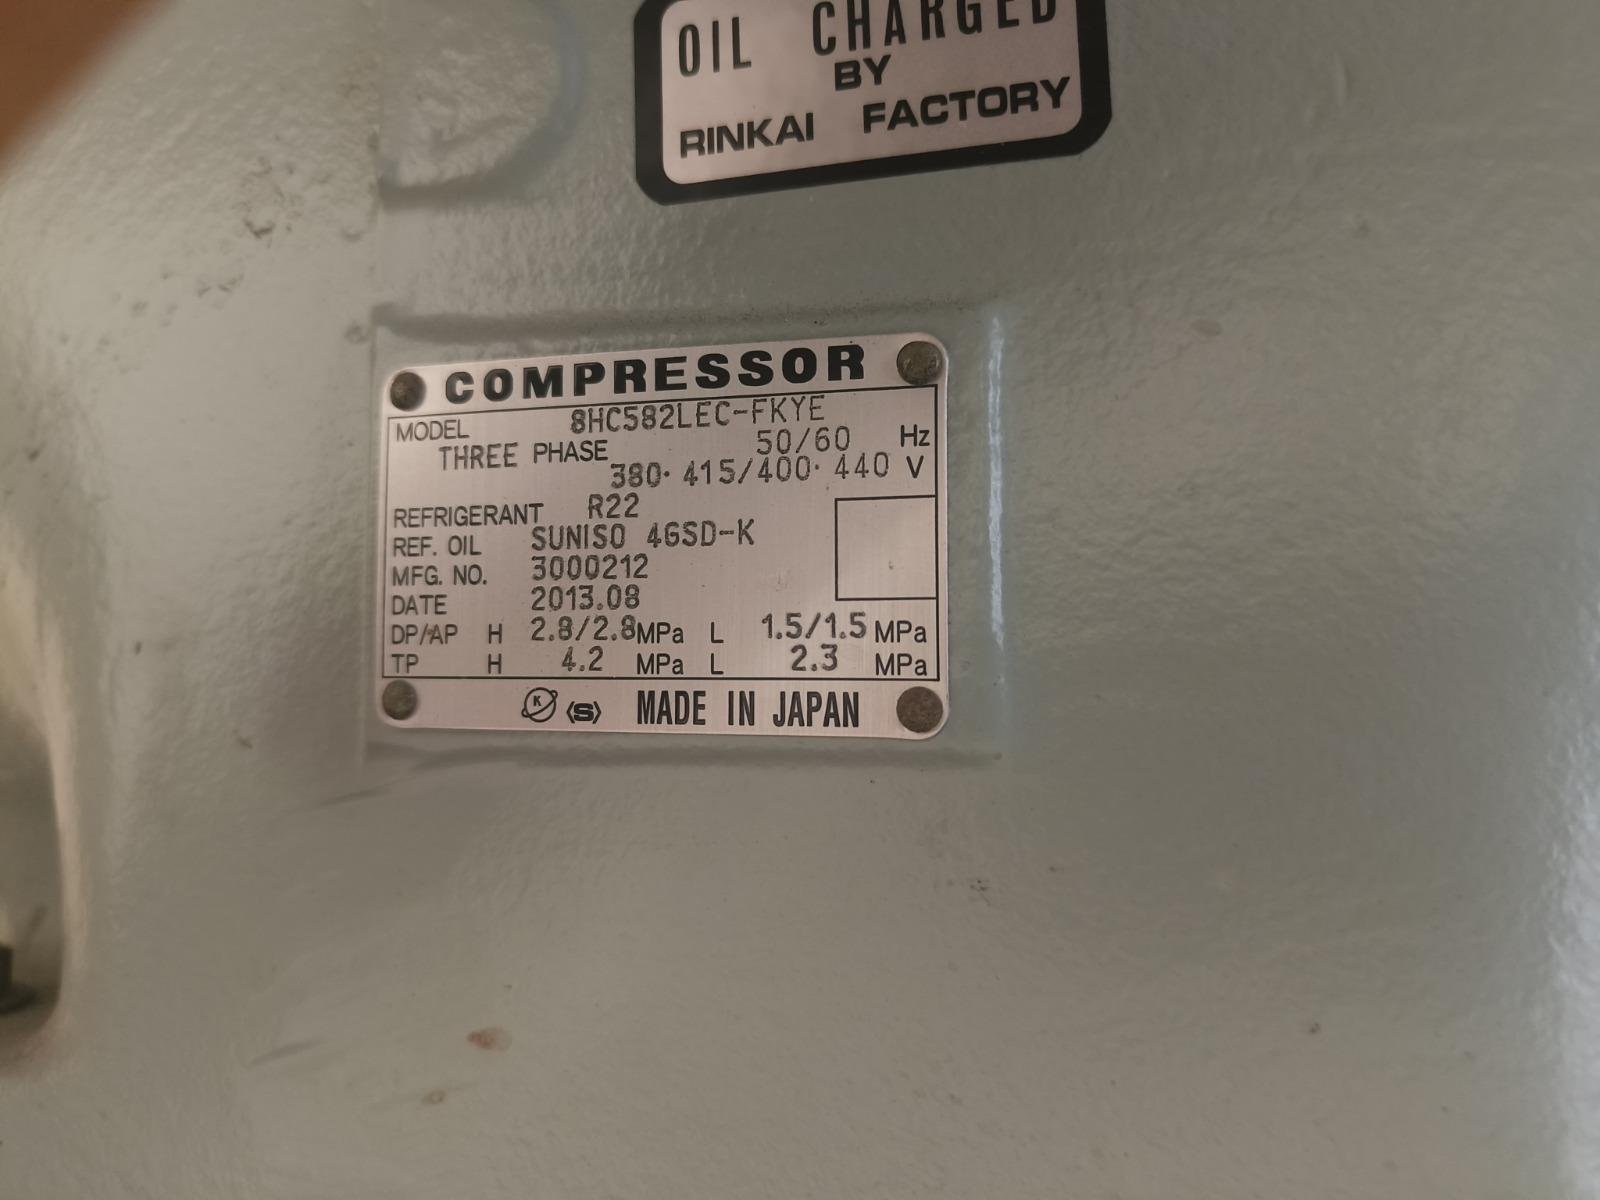 OIL CHARGED
BY
RINKAI FACTORY
COMPRESSOR
MODEL 8HC582LEC-FKYE
THREE PHASE 50/60 Hz
380· 415/400· 440 V
REFRIGERANT R22
REF. OIL SUNISO 4GSD-K
MFG. NO. 3000212
DATE 2013.08
DP/AP H 2.8/2.8 MPa L 1.5/1.5 MPa
TP H 4.2 MPa L 2.3 MPa
K ⟨S⟩ MADE IN JAPAN